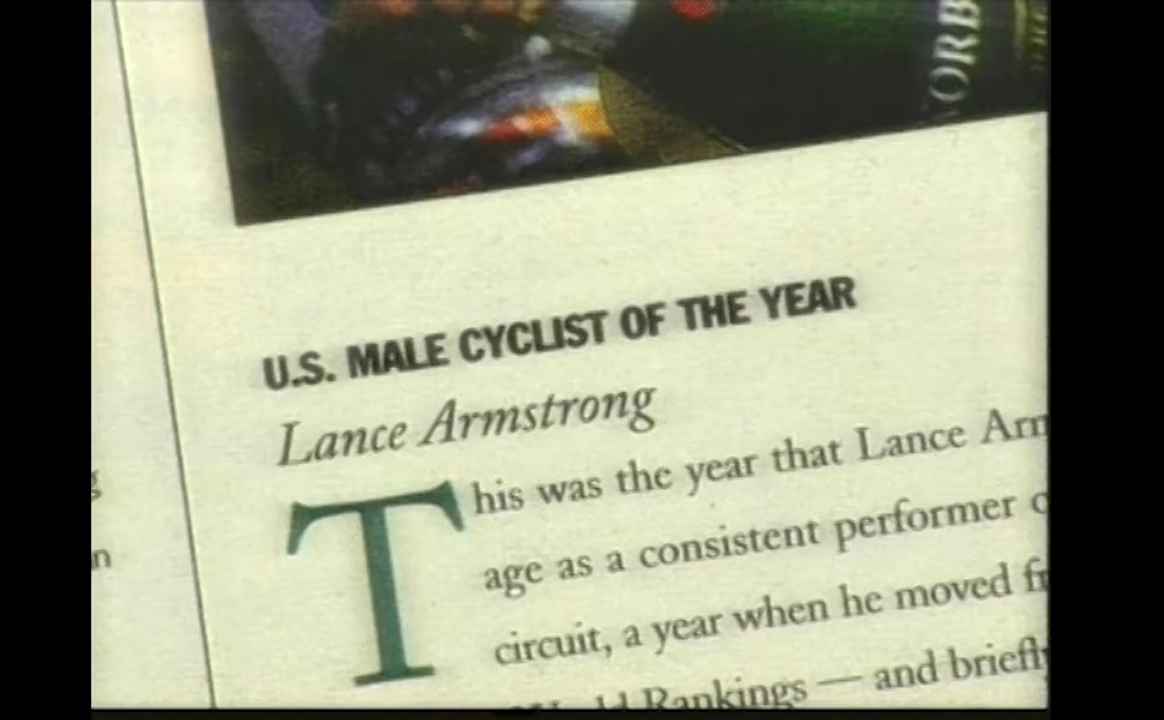 ORB
U.S. MALE CYCLIST OF THE YEAR
Lance Armstrong
This was the year that Lance Arm
age as a consistent performer
circuit, a year when he moved
Rankings — and briefly